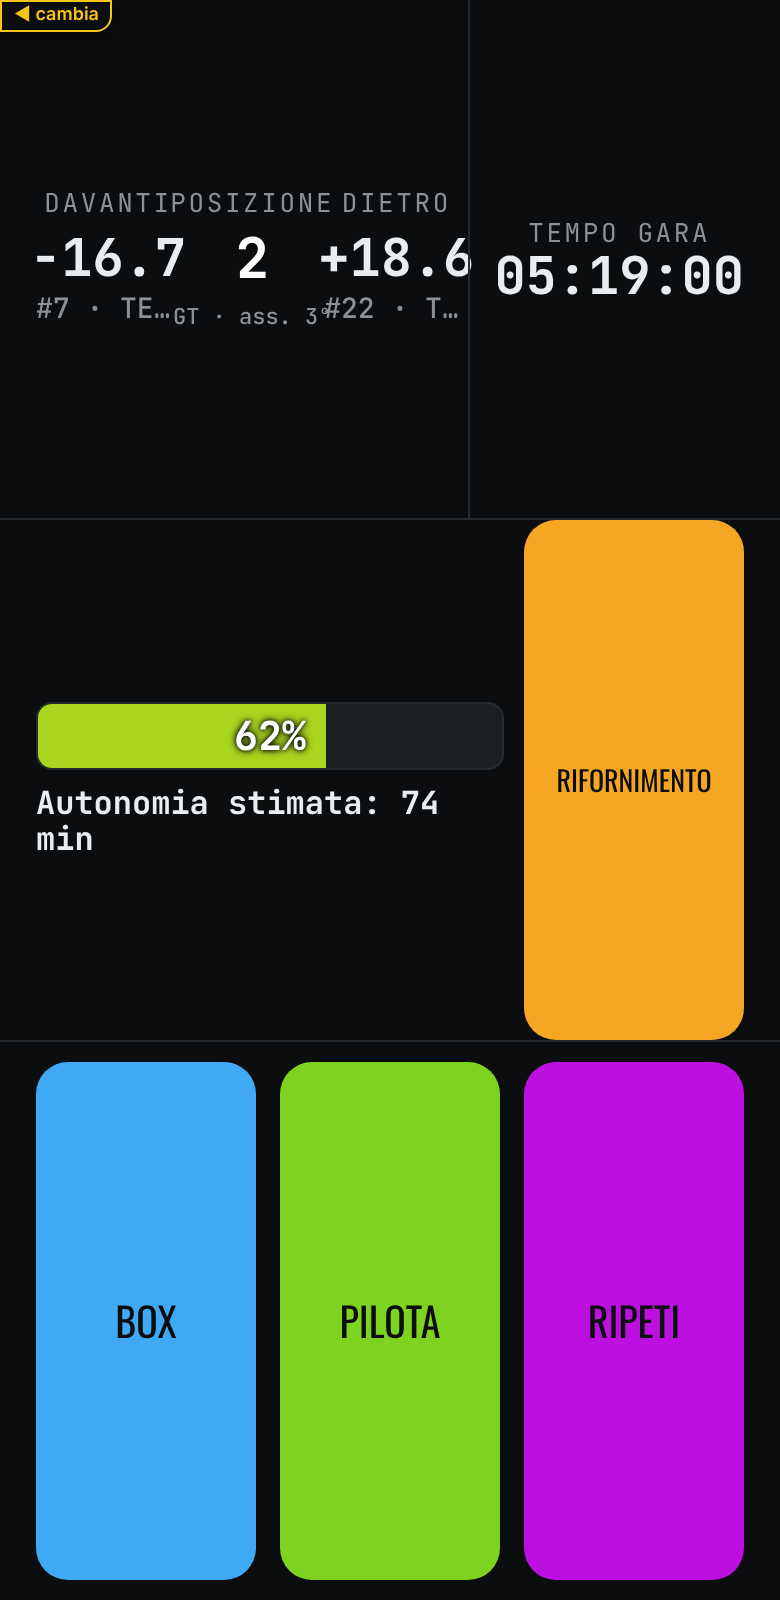 ◀ cambia
DAVANTI POSIZIONE DIETRO
-16.7 2 +18.6
#7 · TE… GT · ass. 3° #22 · T…
TEMPO GARA
05:19:00
62%
Autonomia stimata: 74
min
RIFORNIMENTO
BOX PILOTA RIPETI